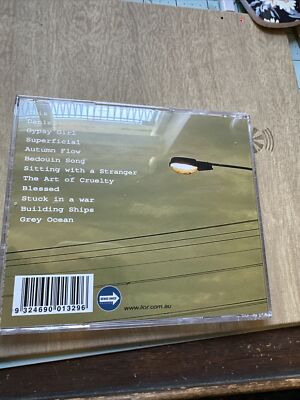 Gypsy Girl
Superficial
Autumn Flow
Bedouin Song
Sitting with a Stranger
The Art of Cruelty
Blessed
Stuck in a war
Building Ships
Grey Ocean
9 324690 013296
www.lior.com.au